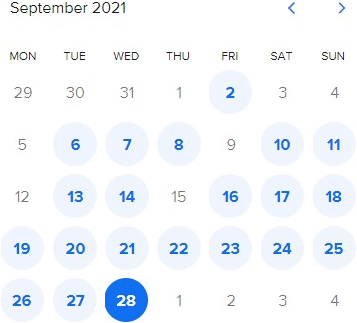 September 2021
MON TUE WED THU FRI SAT SUN
29 30 31 1 2 3 4
5 6 7 8 9 10 11
12 13 14 15 16 17 18
19 20 21 22 23 24 25
26 27 28 1 2 3 4